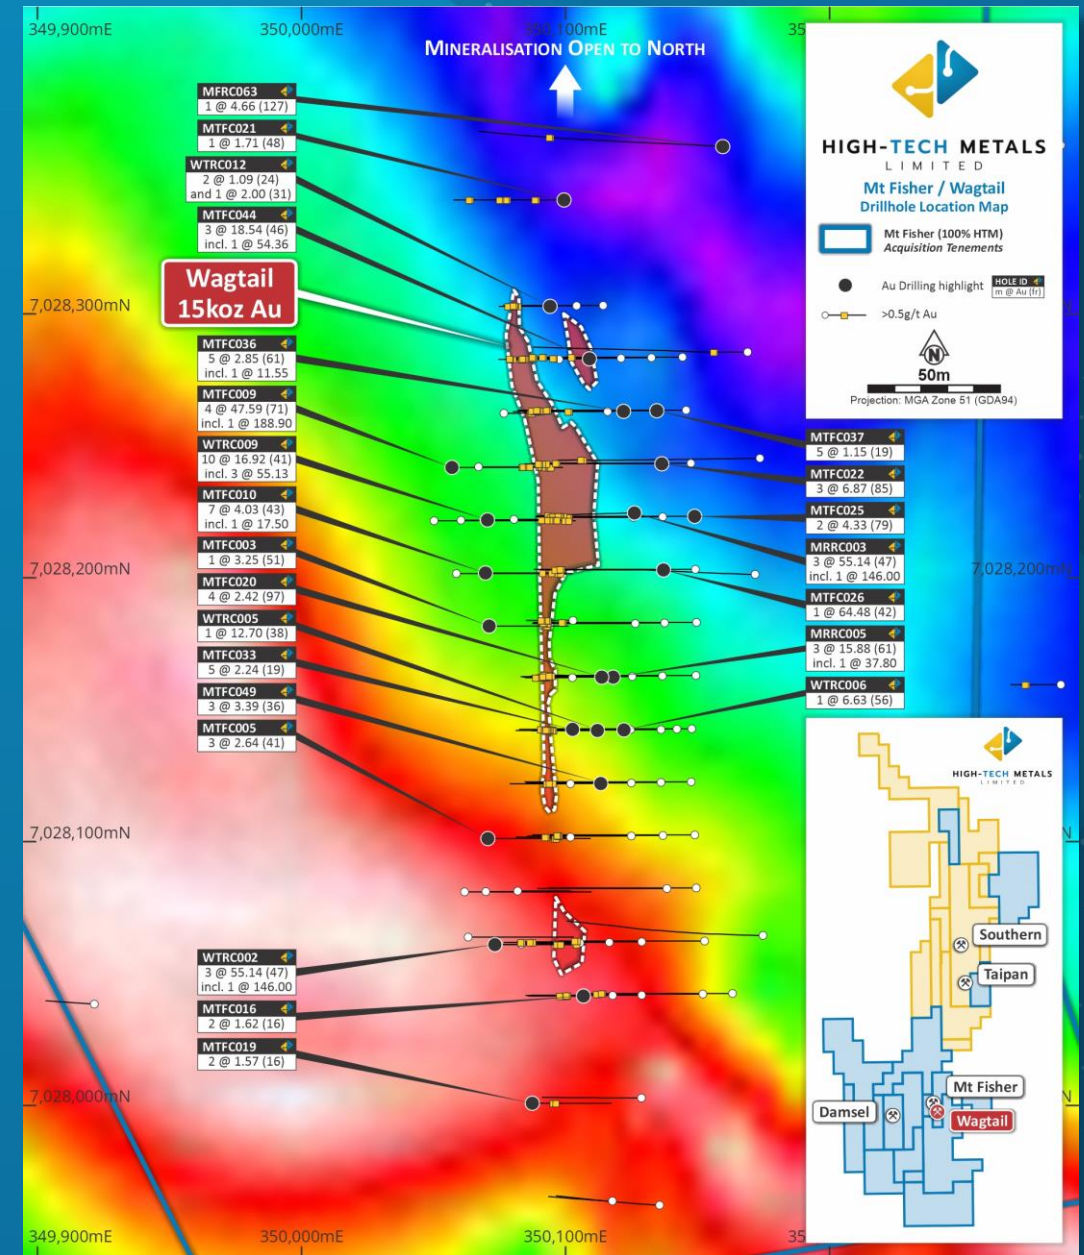 349,900mE
350,000mE
350,100mE
35
MINERALISATION OPEN TO NORTH
MFRC063
1 @ 4.66 (127)
MTFC021
1 @ 1.71 (48)
WTRC012
2 @ 1.09 (24)
and 1 @ 2.00 (31)
MTFC044
3 @ 18.54 (46)
incl. 1 @ 54.36
Wagtail
15koz Au
7,028,300mN
MTFC036
5 @ 2.85 (61)
incl. 1 @ 11.55
MTFC009
4 @ 47.59 (71)
incl. 1 @ 188.90
WTRC009
10 @ 16.92 (41)
incl. 3 @ 55.13
MTFC010
7 @ 4.03 (43)
incl. 1 @ 17.50
MTFC003
1 @ 3.25 (51)
7,028,200mN
MTFC020
4 @ 2.42 (97)
WTRC005
1 @ 12.70 (38)
MTFC033
5 @ 2.24 (19)
MTFC049
3 @ 3.39 (36)
MTFC005
3 @ 2.64 (41)
7,028,100mN
WTRC002
3 @ 55.14 (47)
incl. 1 @ 146.00
MTFC016
2 @ 1.62 (16)
MTFC019
2 @ 1.57 (16)
7,028,000mN
349,900mE
350,000mE
350,100mE
35
HIGH-TECH METALS
LIMITED
Mt Fisher / Wagtail
Drillhole Location Map
Mt Fisher (100% HTM)
Acquisition Tenements
Au Drilling highlight
HOLE ID
m @ Au (fr)
>0.5g/t Au
N
50m
Projection: MGA Zone 51 (GDA94)
N
MTFC037
5 @ 1.15 (19)
MTFC022
3 @ 6.87 (85)
MTFC025
2 @ 4.33 (79)
MRRC003
3 @ 55.14 (47)
incl. 1 @ 146.00
7,028,200mN
MTFC026
1 @ 64.48 (42)
MRRC005
3 @ 15.88 (61)
incl. 1 @ 37.80
WTRC006
1 @ 6.63 (56)
HIGH-TECH METALS
LIMITED
N
Southern
Taipan
Mt Fisher
Damsel
Wagtail
N